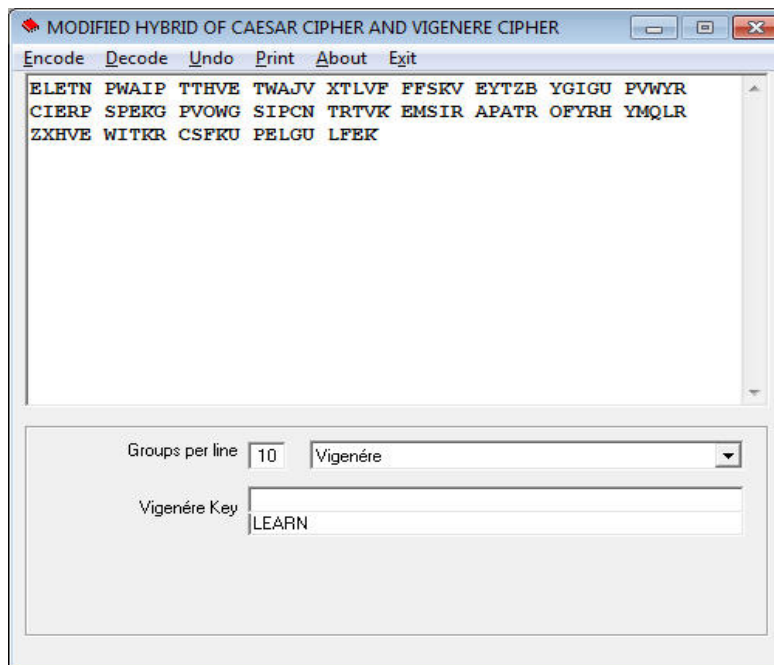 MODIFIED HYBRID OF CAESAR CIPHER AND VIGENERE CIPHER
Encode Decode Undo Print About Exit
ELETN PWAIP TTHVE TWAJV XTLVF FFSKV EYTZB YGIGU PVWYR
CIERP SPEKG PVOWG SIPCN TRTVK EMSIR APATR OFYRH YMQLR
ZXHVE WITKR CSFKU PELGU LFEK
Groups per line 10 Vigenére
Vigenére Key
LEARN